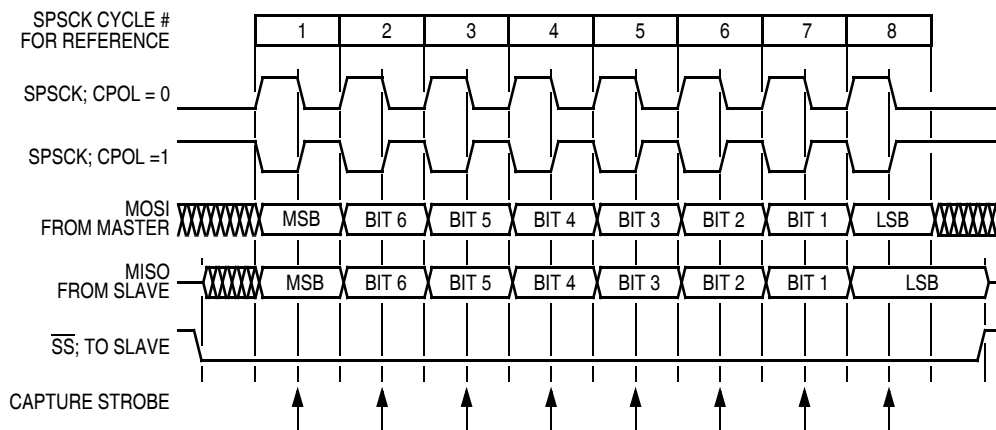 SPSCK CYCLE #
FOR REFERENCE
1 2 3 4 5 6 7 8
SPSCK; CPOL = 0
SPSCK; CPOL =1
MOSI
FROM MASTER
MSB BIT 6 BIT 5 BIT 4 BIT 3 BIT 2 BIT 1 LSB
MISO
FROM SLAVE
MSB BIT 6 BIT 5 BIT 4 BIT 3 BIT 2 BIT 1 LSB
SS; TO SLAVE
CAPTURE STROBE